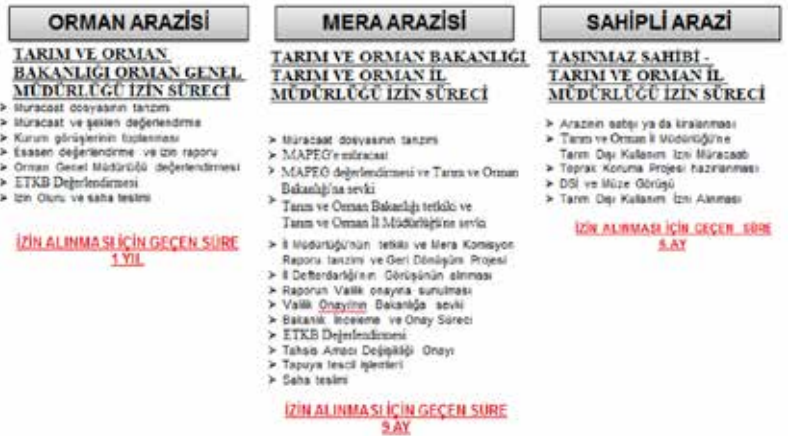 ORMAN ARAZİSİ
TARIM VE ORMAN
BAKANLIĞI ORMAN GENEL
MÜDÜRLÜĞÜ İZİN SÜRECİ
➢ Müracaat dosyasının tanzimi
➢ Müracaat ve şeklen değerlendirme
➢ Kurum görüşlerinin toplanması
➢ Esasen değerlendirme ve izin raporu
➢ Orman Genel Müdürlüğü değerlendirmesi
➢ ETKB Değerlendirmesi
➢ İzin Oluru ve saha teslimi
İZİN ALINMASI İÇİN GEÇEN SÜRE
1 YIL
MERA ARAZİSİ
TARIM VE ORMAN BAKANLIĞI
TARIM VE ORMAN İL
MÜDÜRLÜĞÜ İZİN SÜRECİ
➢ Müracaat dosyasının tanzimi
➢ MAPEG'e müracaat
➢ MAPEG değerlendirmesi ve Tarım ve Orman
Bakanlığı'na sevki
➢ Tarım ve Orman Bakanlığı tetkiki ve
Tarım ve Orman İl Müdürlüğü'ne sevki
➢ İl Müdürlüğü'nün tetkiki ve Mera Komisyon
Raporu tanzimi ve Geri Dönüşüm Projesi
➢ İl Defterdarlığı'nın Görüşünün alınması
➢ Raporun Valilik onayına sunulması
➢ Valilik Onayı'nın Bakanlığa sevki
➢ Bakanlık İnceleme ve Onay Süreci
➢ ETKB Değerlendirmesi
➢ Tahsis Amacı Değişikliği Onayı
➢ Tapuya tescil işlemleri
➢ Saha teslimi
İZİN ALINMASI İÇİN GEÇEN SÜRE
9 AY
SAHİPLİ ARAZİ
TAŞINMAZ SAHİBİ -
TARIM VE ORMAN İL
MÜDÜRLÜĞÜ İZİN SÜRECİ
➢ Arazinin satışı ya da kiralanması
➢ Tarım ve Orman İl Müdürlüğü'ne
Tarım Dışı Kullanım İzni Müracaatı
➢ Toprak Koruma Projesi hazırlanması
➢ DSİ ve Müze Görüşü
➢ Tarım Dışı Kullanım İzni Alınması
İZİN ALINMASI İÇİN GEÇEN SÜRE
AY